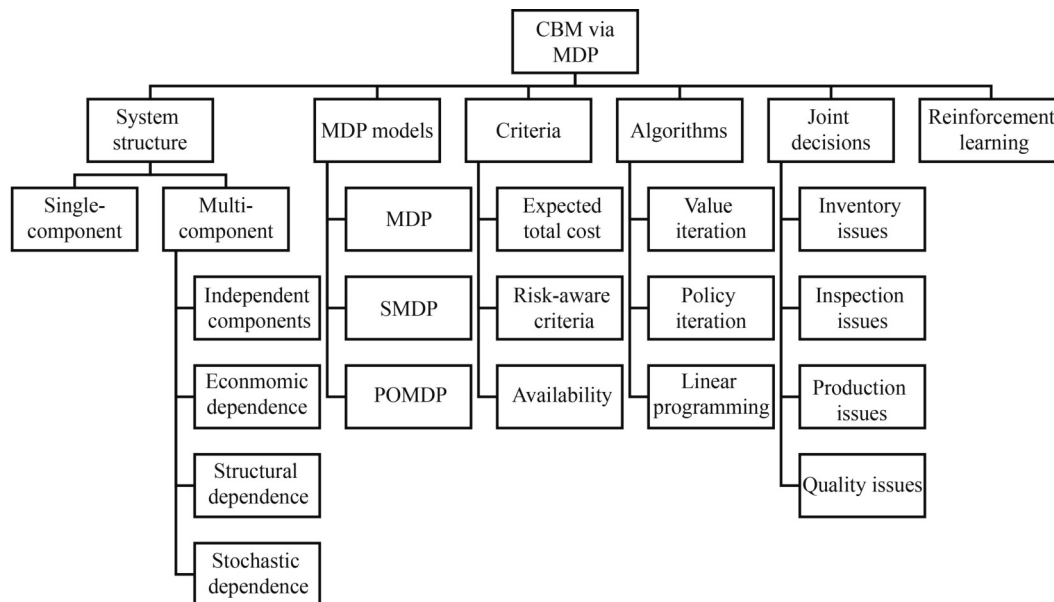 CBM via
MDP
System
structure
MDP models
Criteria
Algorithms
Joint
decisions
Reinforcement
learning
Single-
component
Multi-
component
Independent
components
Econmomic
dependence
Structural
dependence
Stochastic
dependence
MDP
SMDP
POMDP
Expected
total cost
Risk-aware
criteria
Availability
Value
iteration
Policy
iteration
Linear
programming
Inventory
issues
Inspection
issues
Production
issues
Quality issues